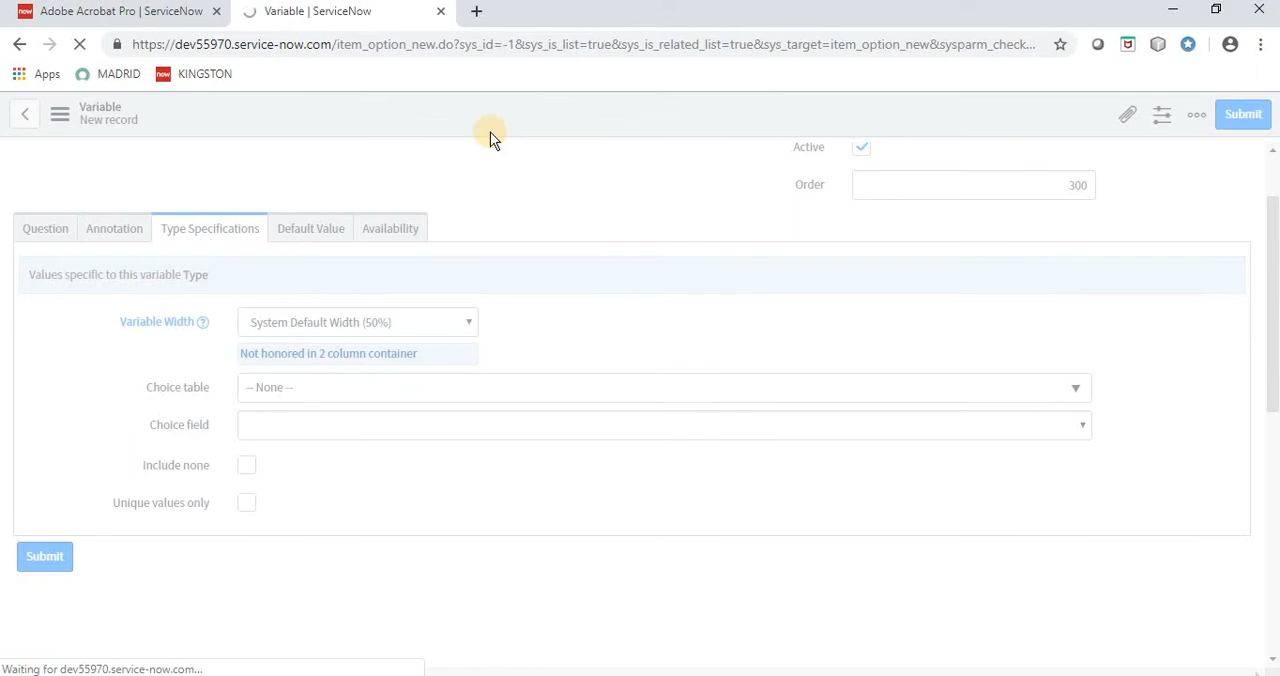 Adobe Acrobat Pro | ServiceNow
Variable | ServiceNow
https://dev55970.service-now.com/item_option_new.do?sys_id=-1&sys_is_list=true&sys_is_related_list=true&sys_target=item_option_new&sysparm_check...
Apps
MADRID
now
KINGSTON
Variable
New record
Submit
Active
Order
300
Question
Annotation
Type Specifications
Default Value
Availability
Values specific to this variable Type
Variable Width
System Default Width (50%)
Not honored in 2 column container
Choice table
-- None --
Choice field
Include none
Unique values only
Submit
Waiting for dev55970.service-now.com...